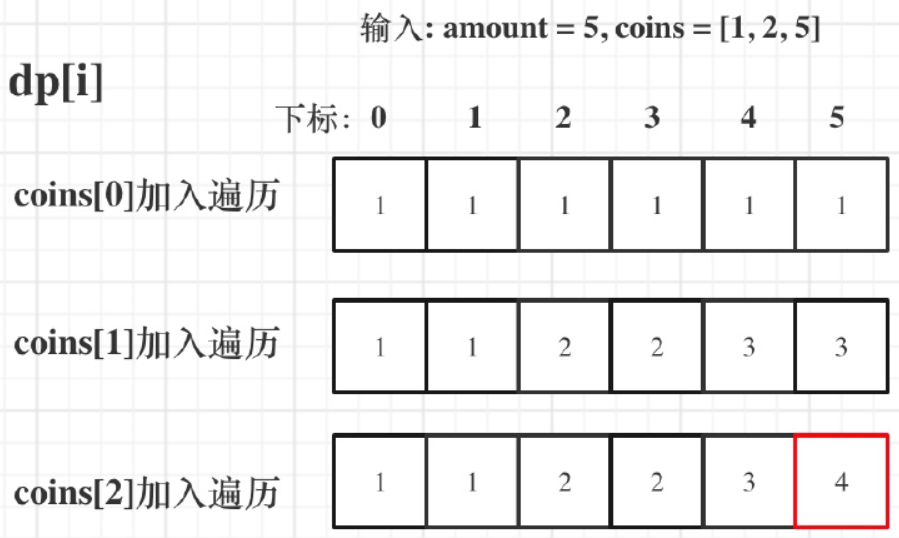 输入: amount = 5, coins = [1, 2, 5]
dp[i]
下标: 0 1 2 3 4 5
coins[0]加入遍历 1 1 1 1 1 1
coins[1]加入遍历 1 1 2 2 3 3
coins[2]加入遍历 1 1 2 2 3 4